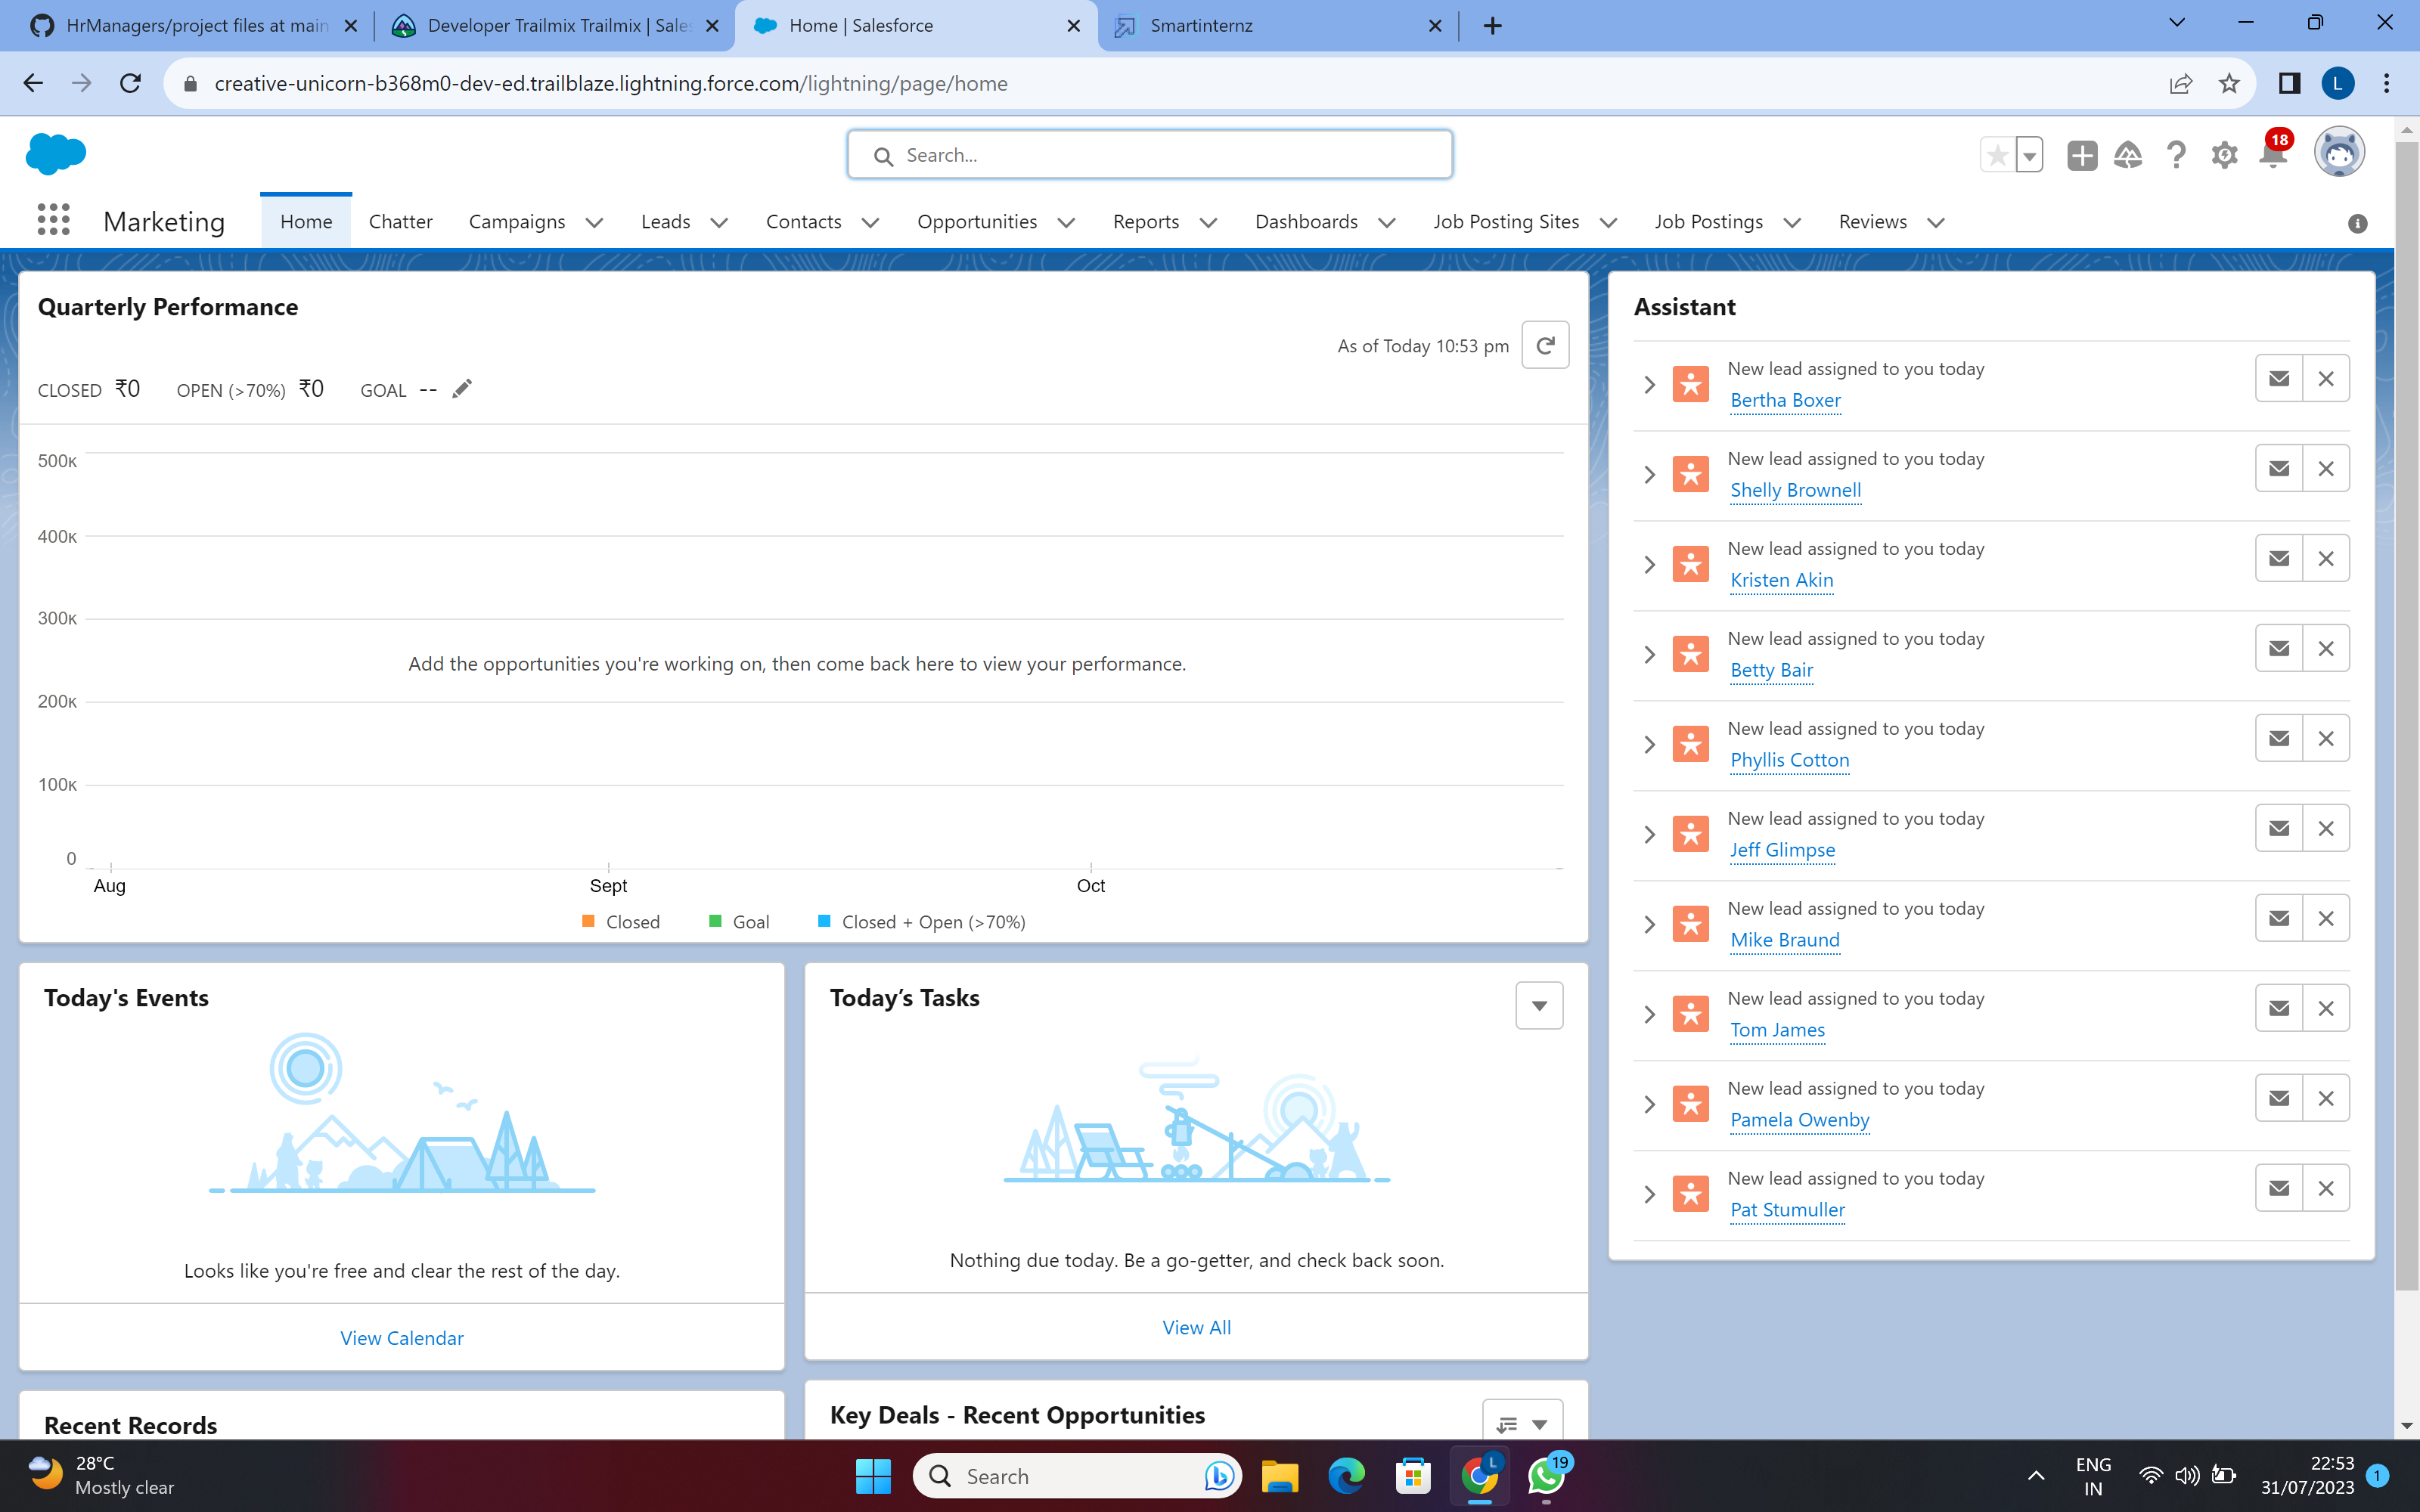 HrManagers/project files at main
Developer Trailmix Trailmix | Sales
Home | Salesforce
Smartinternz
creative-unicorn-b368m0-dev-ed.trailblaze.lightning.force.com/lightning/page/home
L
Search...
18
Marketing
Home
Chatter
Campaigns
Leads
Contacts
Opportunities
Reports
Dashboards
Job Posting Sites
Job Postings
Reviews
Quarterly Performance
As of Today 10:53 pm
CLOSED ₹0 OPEN (>70%) ₹0 GOAL --
500K
400K
300K
200K
100K
0
Add the opportunities you're working on, then come back here to view your performance.
Aug Sept Oct
Closed Goal Closed + Open (>70%)
Assistant
New lead assigned to you today
Bertha Boxer
New lead assigned to you today
Shelly Brownell
New lead assigned to you today
Kristen Akin
New lead assigned to you today
Betty Bair
New lead assigned to you today
Phyllis Cotton
New lead assigned to you today
Jeff Glimpse
New lead assigned to you today
Mike Braund
New lead assigned to you today
Tom James
New lead assigned to you today
Pamela Owenby
New lead assigned to you today
Pat Stumuller
Today's Events
Looks like you're free and clear the rest of the day.
View Calendar
Today’s Tasks
Nothing due today. Be a go-getter, and check back soon.
View All
Recent Records
Key Deals - Recent Opportunities
28°C
Mostly clear
Search
L
19
ENG
IN
22:53
31/07/2023
1